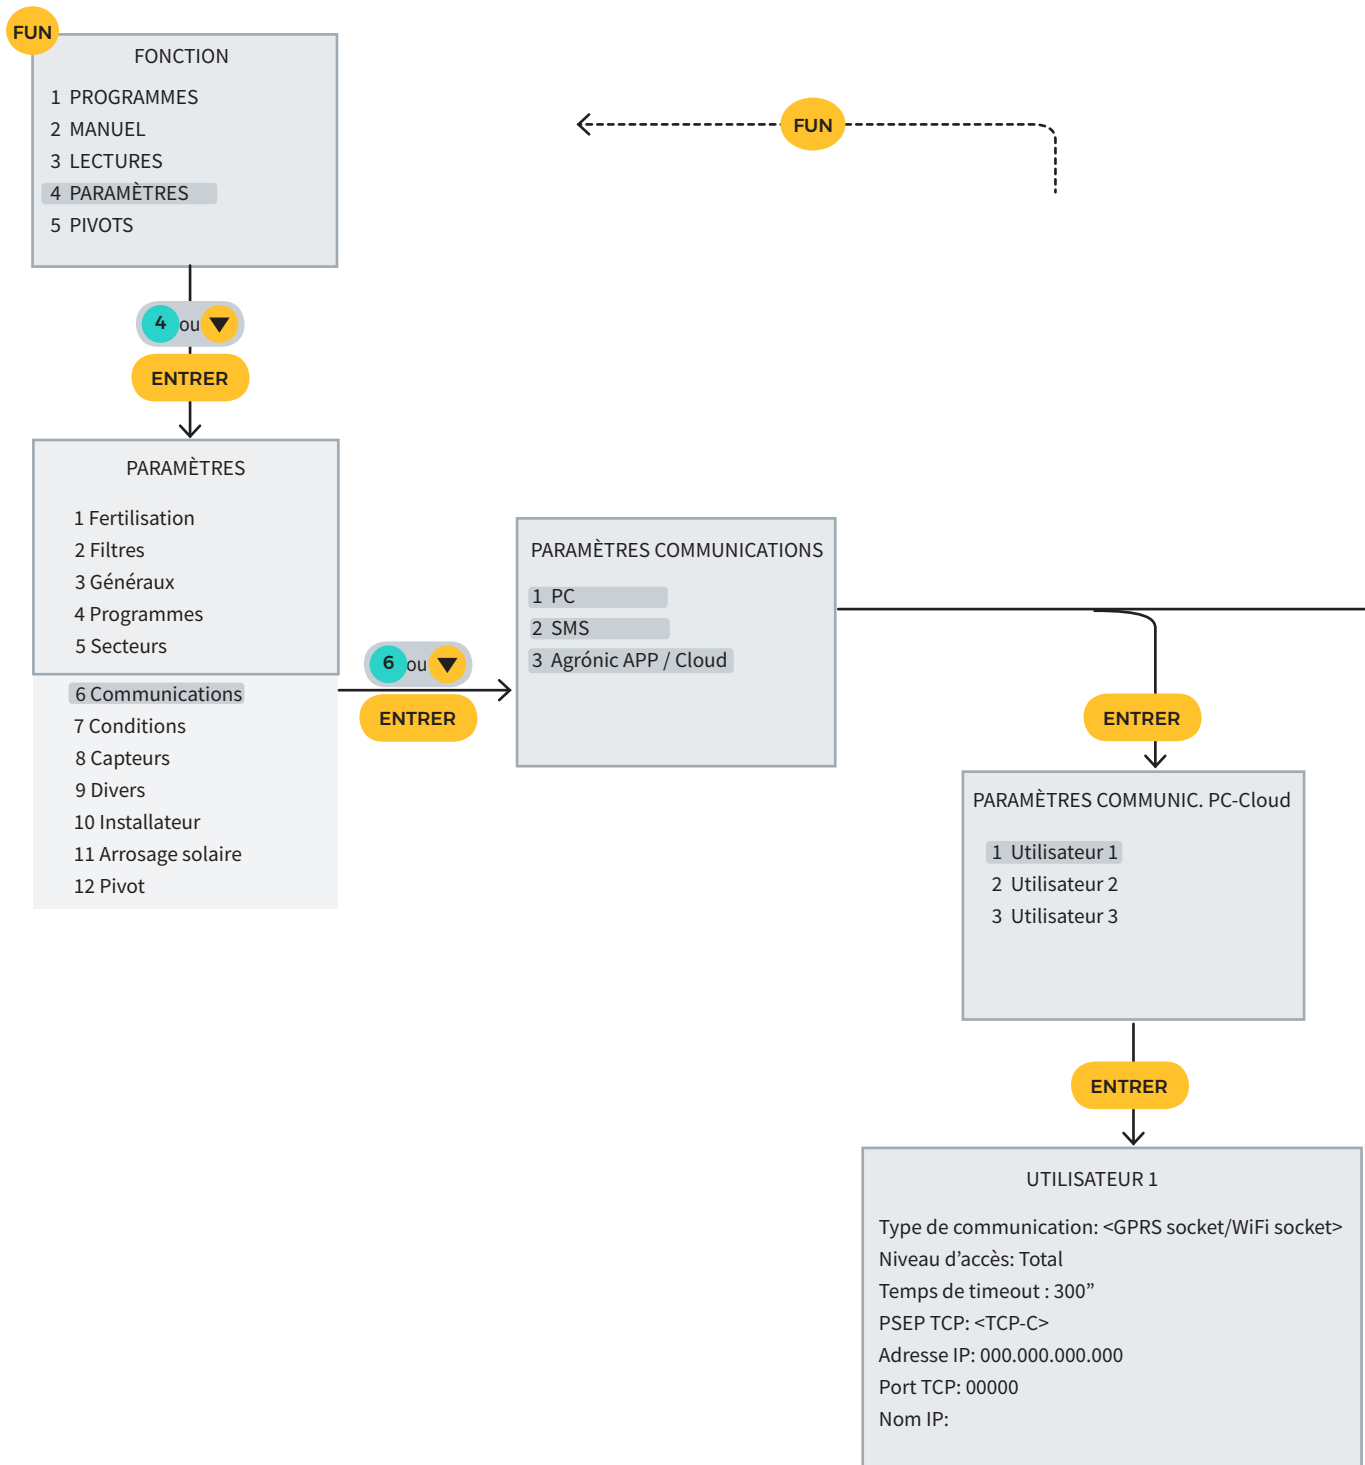 FUN
FONCTION
1 PROGRAMMES
2 MANUEL
3 LECTURES
4 PARAMÈTRES
5 PIVOTS
FUN
4 ou
ENTRER
PARAMÈTRES
1 Fertilisation
2 Filtres
3 Généraux
4 Programmes
5 Secteurs
6 Communications
7 Conditions
8 Capteurs
9 Divers
10 Installateur
11 Arrosage solaire
12 Pivot
6 ou
ENTRER
PARAMÈTRES COMMUNICATIONS
1 PC
2 SMS
3 Agrónic APP / Cloud
ENTRER
PARAMÈTRES COMMUNIC. PC-Cloud
1 Utilisateur 1
2 Utilisateur 2
3 Utilisateur 3
ENTRER
UTILISATEUR 1
Type de communication: <GPRS socket/WiFi socket>
Niveau d’accès: Total
Temps de timeout : 300”
PSEP TCP: <TCP-C>
Adresse IP: 000.000.000.000
Port TCP: 00000
Nom IP: